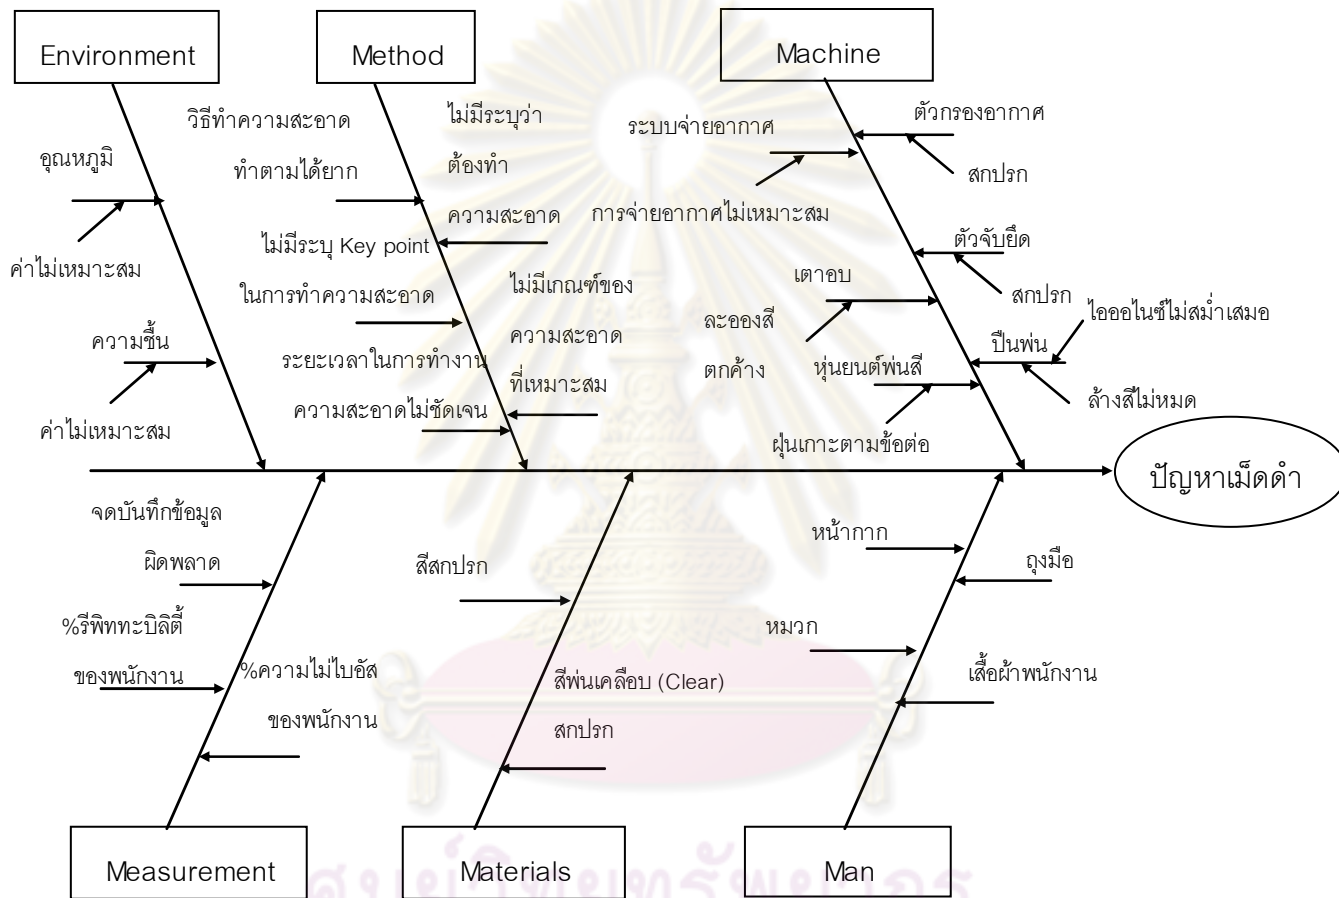 Environment
Method
Machine
วิธีทำความสะอาด
ทำตามได้ยาก
ไม่มีระบุว่า
ต้องทำ
ความสะอาด
ระบบจ่ายอากาศ
การจ่ายอากาศไม่เหมาะสม
ตัวกรองอากาศ
สกปรก
อุณหภูมิ
ค่าไม่เหมาะสม
ไม่มีระบุ Key point
ในการทำความสะอาด
ไม่มีเกณฑ์ของ
ความสะอาด
ที่เหมาะสม
เตาอบ
ละอองสี
ตกค้าง
ตัวจับยึด
สกปรก
ไอออไนซ์ไม่สม่ำเสมอ
ปืนพ่น
ล้างสีไม่หมด
ความชื้น
ค่าไม่เหมาะสม
ระยะเวลาในการทำงาน
ความสะอาดไม่ชัดเจน
หุ่นยนต์พ่นสี
ฝุ่นเกาะตามข้อต่อ
ปัญหาเม็ดดำ
จดบันทึกข้อมูล
ผิดพลาด
สีสกปรก
หน้ากาก
ถุงมือ
%รีพิททะบิลิตี้
ของพนักงาน
%ความไม่ไบอัส
ของพนักงาน
สีพ่นเคลือบ (Clear)
สกปรก
หมวก
เสื้อผ้าพนักงาน
Measurement
Materials
Man
ศูนย์วิทยทรัพยากร